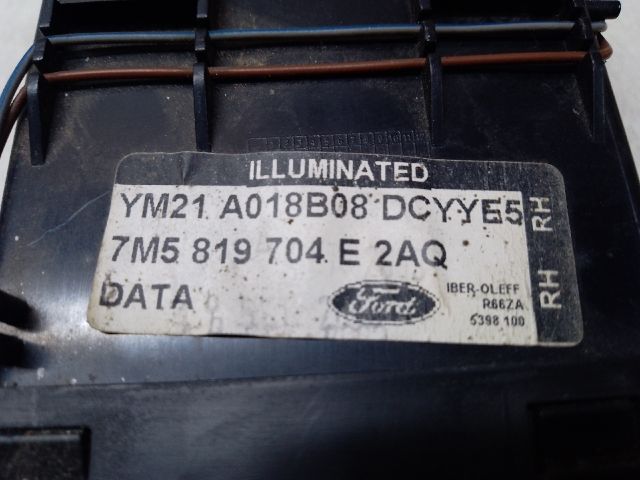 ILLUMINATED
YM21 A018B08 DCYYE5 RH
7M5 819 704 E 2AQ
DATA Ford IBER-OLEFF RH
R66ZA
5398 100